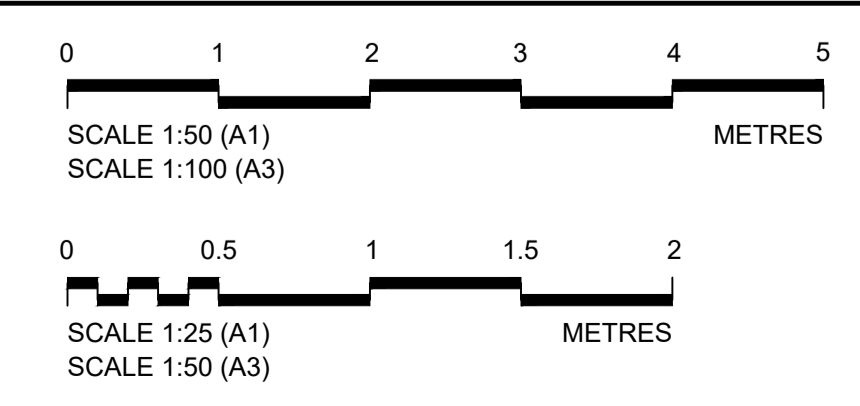 0 1 2 3 4 5
SCALE 1:50 (A1) METRES
SCALE 1:100 (A3)
0 0.5 1 1.5 2
SCALE 1:25 (A1) METRES
SCALE 1:50 (A3)